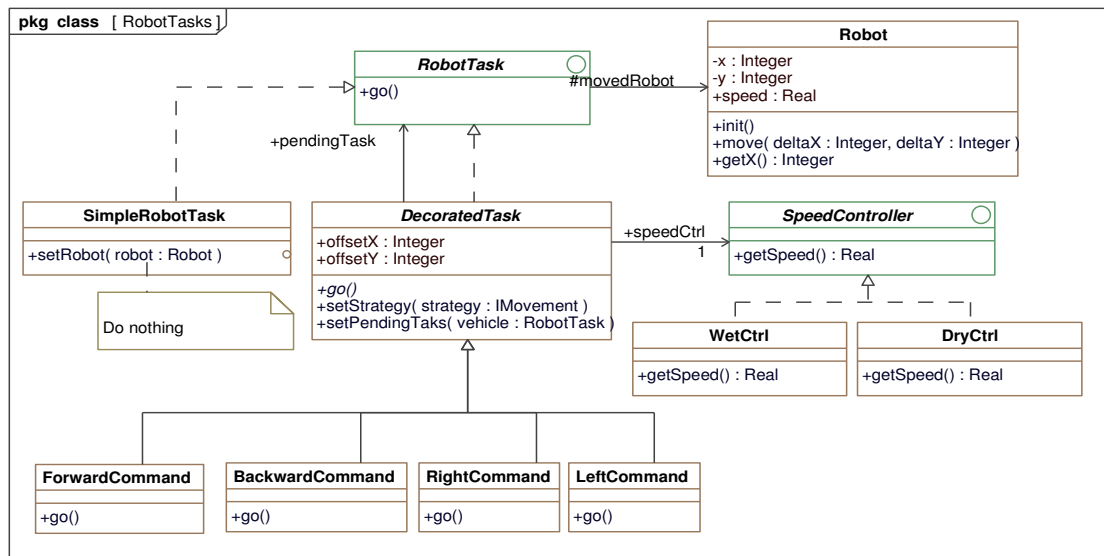 pkg class [ RobotTasks ]
RobotTask
+go()
#movedRobot
Robot
-x : Integer
-y : Integer
+speed : Real
+init()
+move( deltaX : Integer, deltaY : Integer )
+getX() : Integer
+pendingTask
SimpleRobotTask
+setRobot( robot : Robot )
Do nothing
DecoratedTask
+offsetX : Integer
+offsetY : Integer
+go()
+setStrategy( strategy : IMovement )
+setPendingTaks( vehicle : RobotTask )
+speedCtrl
1
SpeedController
+getSpeed() : Real
WetCtrl
+getSpeed() : Real
DryCtrl
+getSpeed() : Real
ForwardCommand
+go()
BackwardCommand
+go()
RightCommand
+go()
LeftCommand
+go()